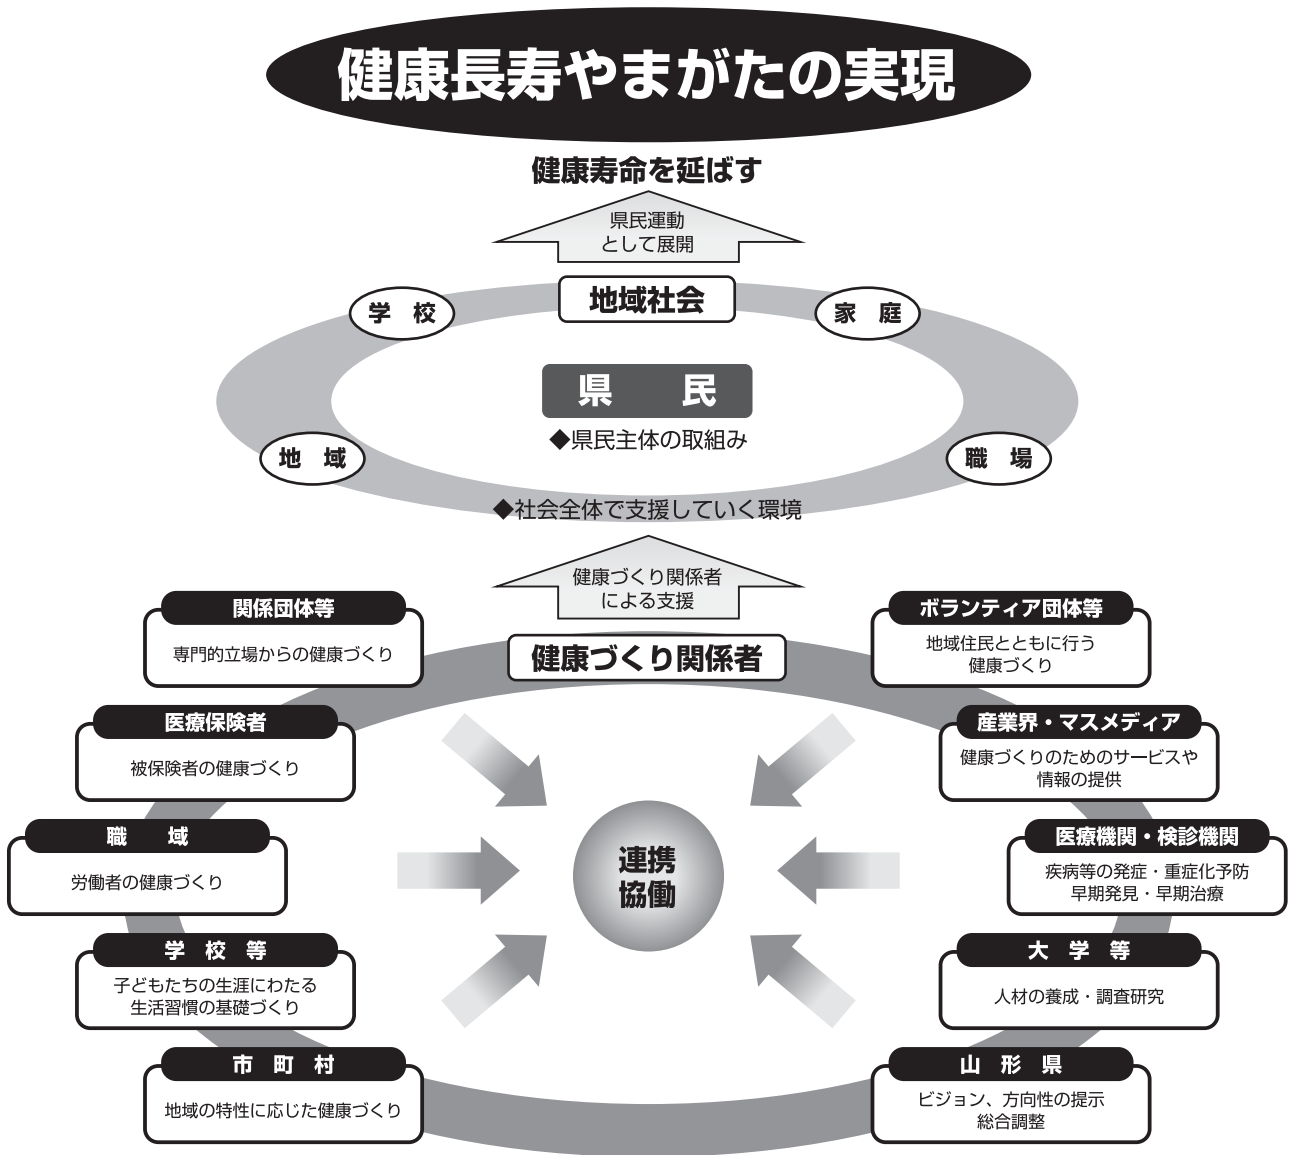 健康長寿やまがたの実現
健康寿命を延ばす
県民運動
として展開
地域社会
学　校
家　庭
県　　民
◆県民主体の取組み
地　域
職　場
◆社会全体で支援していく環境
健康づくり関係者
による支援
健康づくり関係者
関係団体等
専門的立場からの健康づくり
ボランティア団体等
地域住民とともに行う
健康づくり
医療保険者
被保険者の健康づくり
産業界・マスメディア
健康づくりのためのサービスや
情報の提供
職　　域
労働者の健康づくり
連携
協働
医療機関・検診機関
疾病等の発症・重症化予防
早期発見・早期治療
学　校　等
子どもたちの生涯にわたる
生活習慣の基礎づくり
大　学　等
人材の養成・調査研究
市　町　村
地域の特性に応じた健康づくり
山　形　県
ビジョン、方向性の提示
総合調整